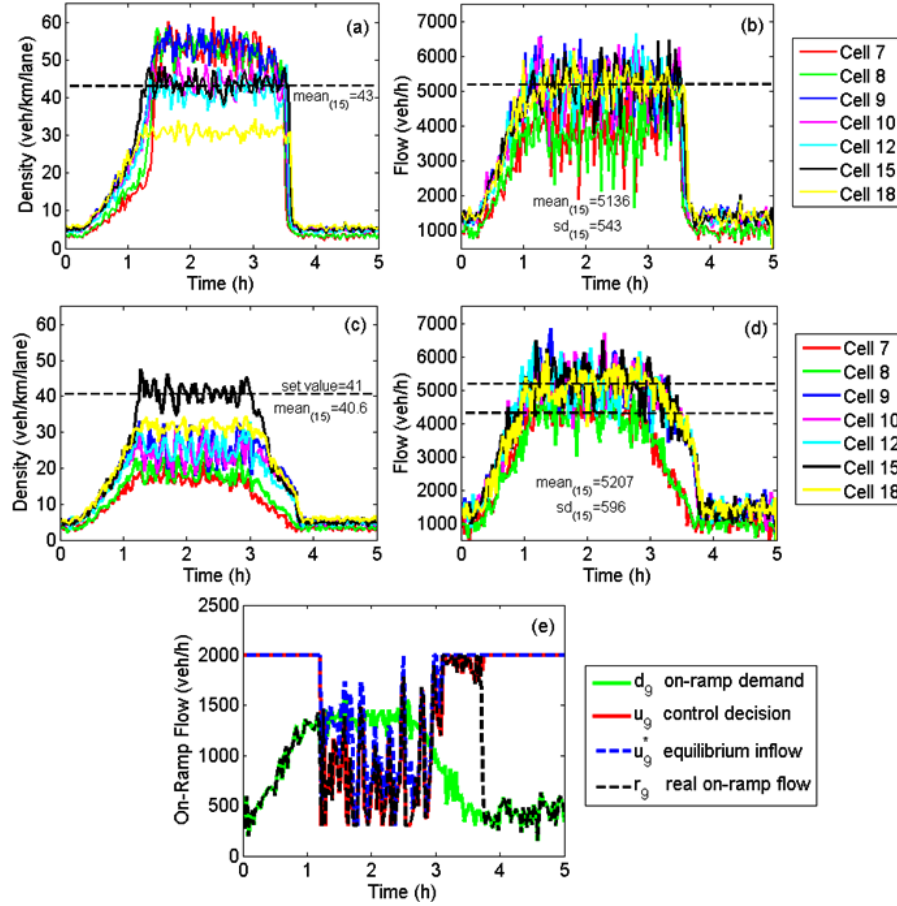 (a)
60
50
40
30
20
10
0
Density (veh/km/lane)
mean(15)=43
0 1 2 3 4 5
Time (h)
(b)
7000
6000
5000
4000
3000
2000
1000
Flow (veh/h)
mean(15)=5136
sd(15)=543
0 1 2 3 4 5
Time (h)
Cell 7
Cell 8
Cell 9
Cell 10
Cell 12
Cell 15
Cell 18
(c)
60
50
40
30
20
10
0
Density (veh/km/lane)
set value=41
mean(15)=40.6
0 1 2 3 4 5
Time (h)
(d)
7000
6000
5000
4000
3000
2000
1000
Flow (veh/h)
mean(15)=5207
sd(15)=596
0 1 2 3 4 5
Time (h)
Cell 7
Cell 8
Cell 9
Cell 10
Cell 12
Cell 15
Cell 18
(e)
2500
2000
1500
1000
500
0
On-Ramp Flow (veh/h)
0 1 2 3 4 5
Time (h)
d9 on-ramp demand
u9 control decision
u9* equilibrium inflow
r9 real on-ramp flow